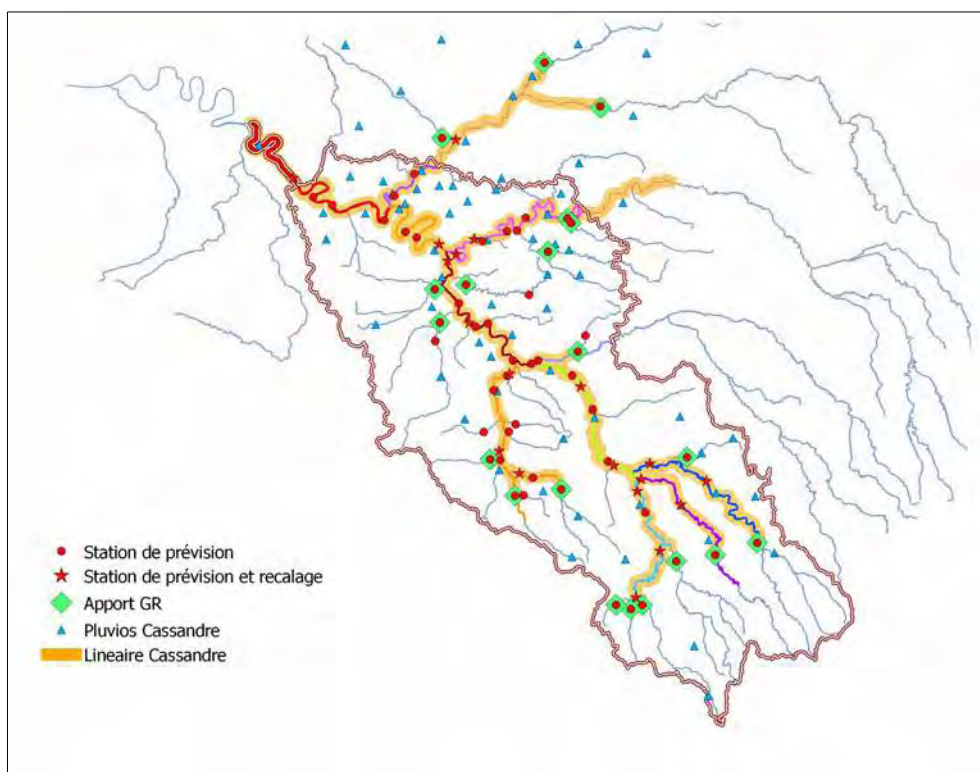 Station de prévision
Station de prévision et recalage
Apport GR
Pluvios Cassandre
Lineaire Cassandre